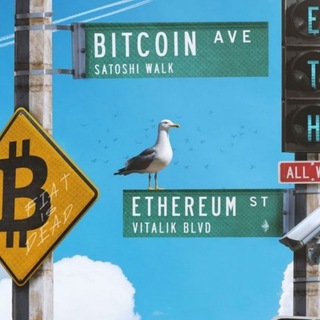 BITCOIN AVE
SATOSHI WALK
E
T
H
ALL W
ETHEREUM ST
VITALIK BLVD
B
FIAT
IS
DEAD